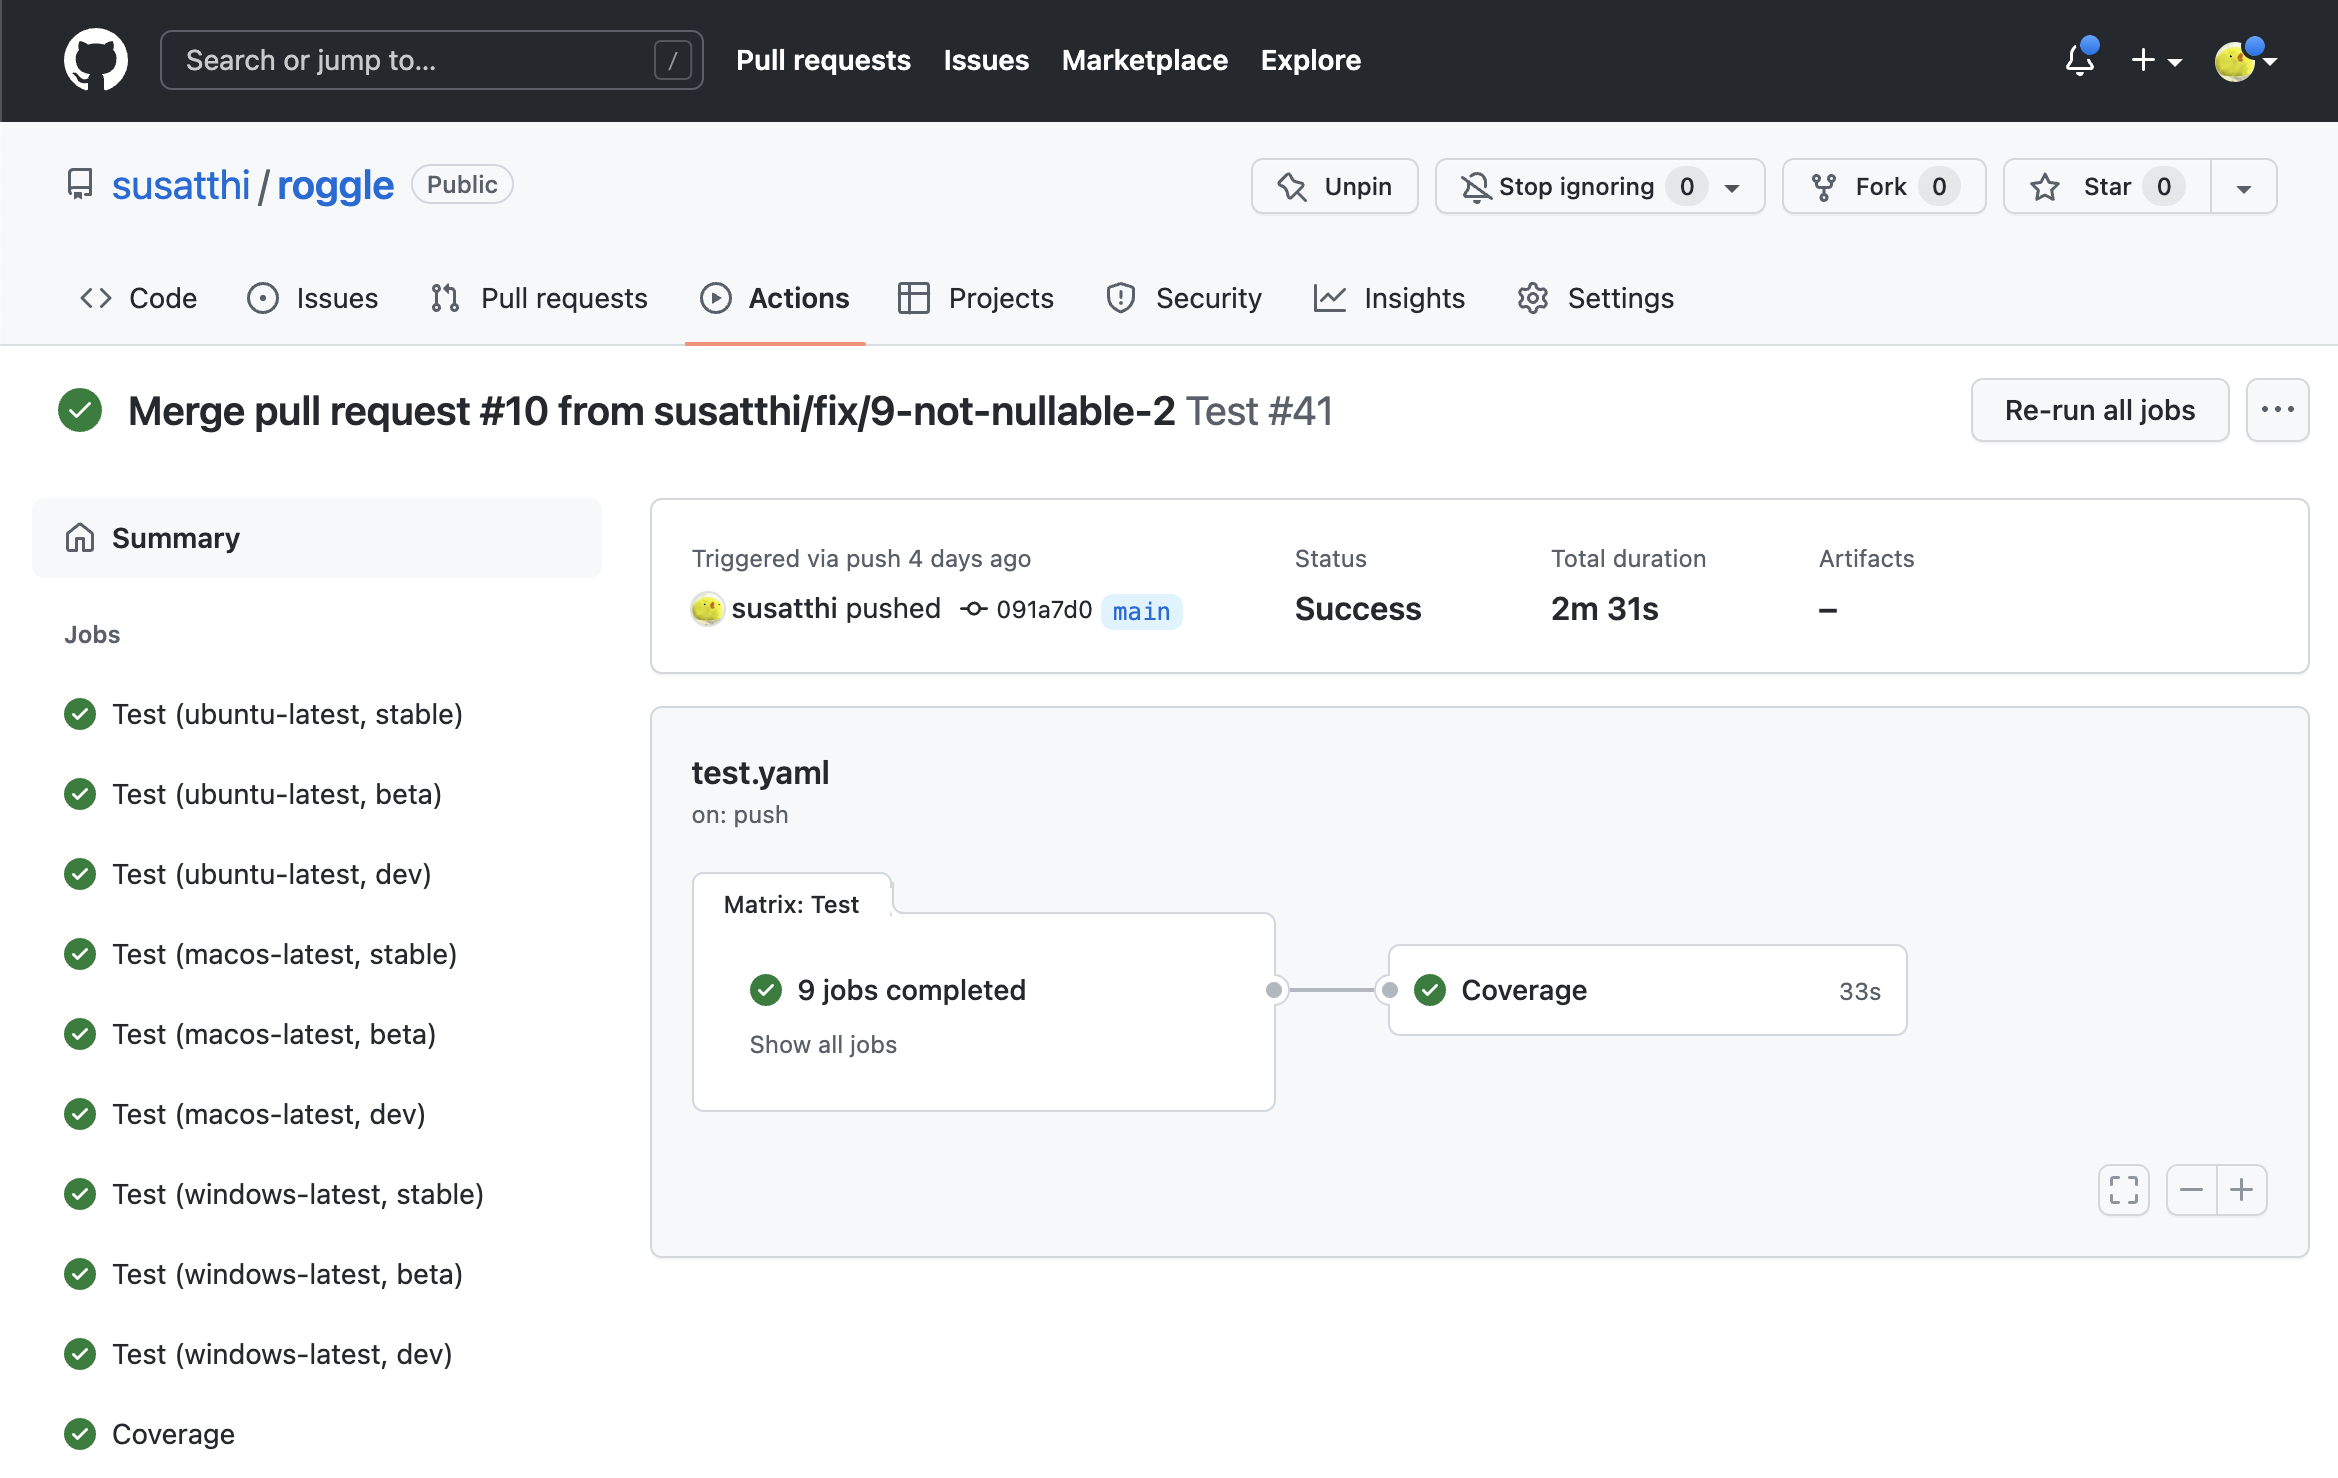 Search or jump to... / Pull requests Issues Marketplace Explore
susatthi / roggle Public Unpin Stop ignoring 0 Fork 0 Star 0
Code Issues Pull requests Actions Projects Security Insights Settings
Merge pull request #10 from susatthi/fix/9-not-nullable-2 Test #41 Re-run all jobs
Summary
Jobs
Test (ubuntu-latest, stable)
Test (ubuntu-latest, beta)
Test (ubuntu-latest, dev)
Test (macos-latest, stable)
Test (macos-latest, beta)
Test (macos-latest, dev)
Test (windows-latest, stable)
Test (windows-latest, beta)
Test (windows-latest, dev)
Coverage
Triggered via push 4 days ago Status Total duration Artifacts
susatthi pushed 091a7d0 main Success 2m 31s –
test.yaml
on: push
Matrix: Test
9 jobs completed
Show all jobs
Coverage 33s